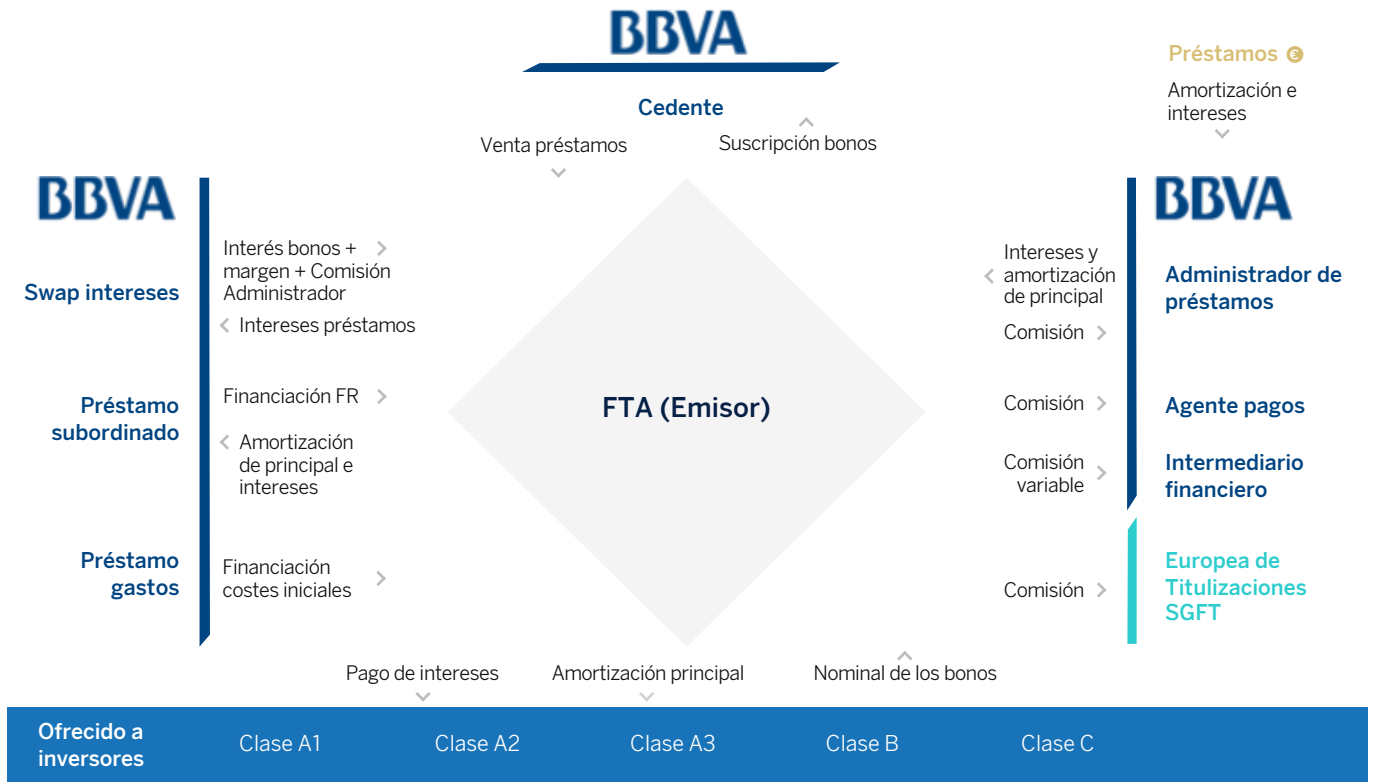 BBVA
Cedente
Venta préstamos
Suscripción bonos
Préstamos €
Amortización e
intereses
BBVA
Swap intereses
Interés bonos +
margen + Comisión
Administrador
Intereses préstamos
Préstamo
subordinado
Financiación FR
Amortización
de principal e
intereses
Préstamo
gastos
Financiación
costes iniciales
FTA (Emisor)
BBVA
Intereses y
amortización
de principal
Administrador de
préstamos
Comisión
Comisión
Agente pagos
Comisión
variable
Intermediario
financiero
Comisión
Europea de
Titulizaciones
SGFT
Pago de intereses
Amortización principal
Nominal de los bonos
Ofrecido a
inversores
Clase A1
Clase A2
Clase A3
Clase B
Clase C